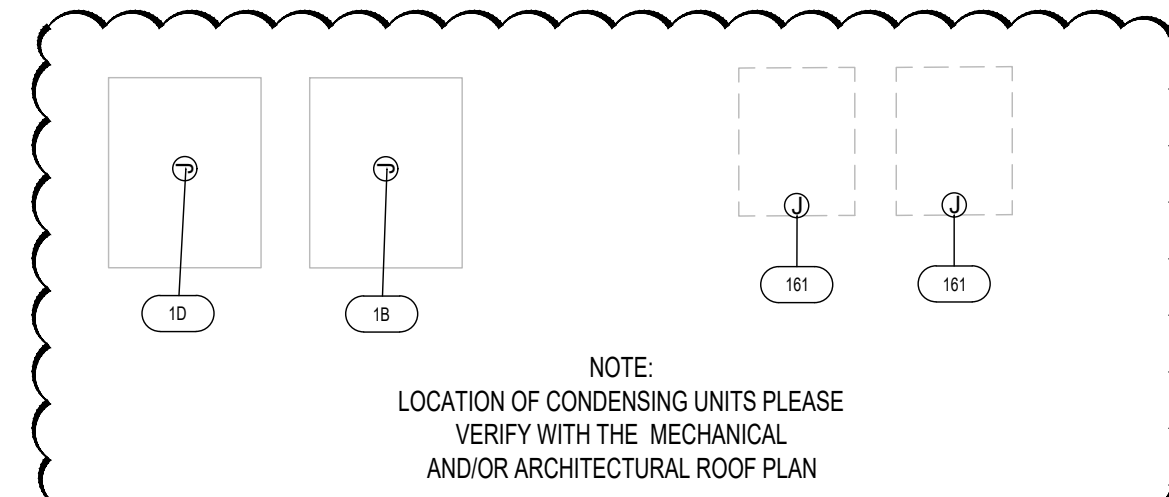 J J
J J
161 161
1D 1B
NOTE:
LOCATION OF CONDENSING UNITS PLEASE
VERIFY WITH THE MECHANICAL
AND/OR ARCHITECTURAL ROOF PLAN